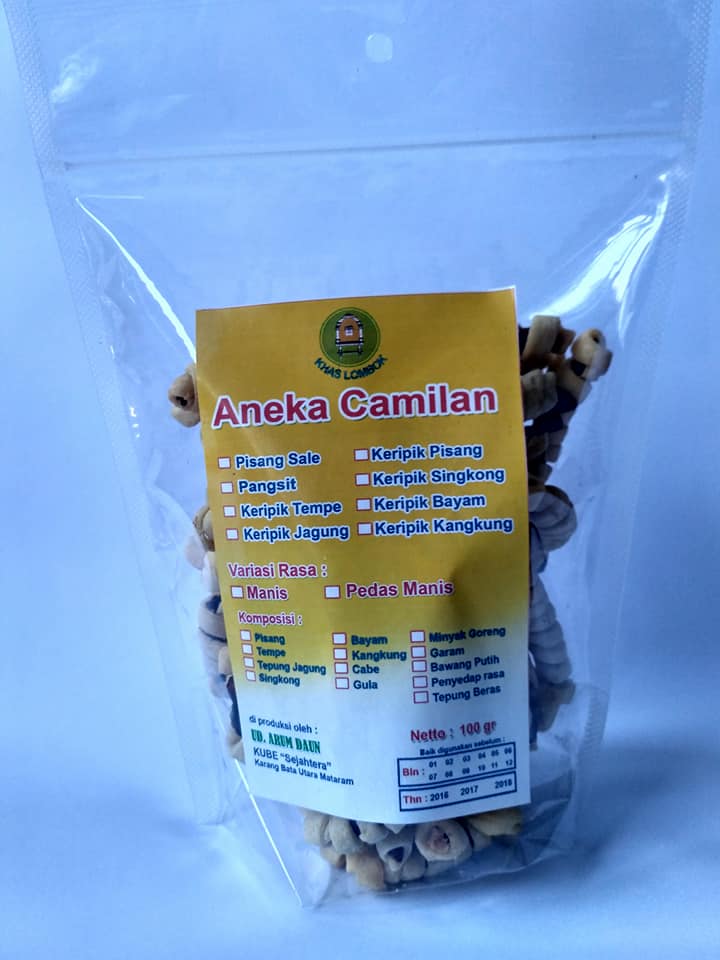 KHAS LOMBOK
Aneka Camilan
Pisang Sale
Pangsit
Keripik Tempe
Keripik Jagung
Keripik Pisang
Keripik Singkong
Keripik Bayam
Keripik Kangkung
Variasi Rasa :
Manis
Pedas Manis
Komposisi :
Pisang
Tempe
Tepung Jagung
Singkong
Bayam
Kangkung
Cabe
Gula
Minyak Goreng
Garam
Bawang Putih
Penyedap rasa
Tepung Beras
di produksi oleh :
UD. ARUM DAUN
KUBE "Sejahtera"
Karang Bata Utara Mataram
Netto : 100 gr
Baik digunakan sebelum :
Bln : 01 02 03 04 05 06
07 08 09 10 11 12
Thn : 2016 2017 2018